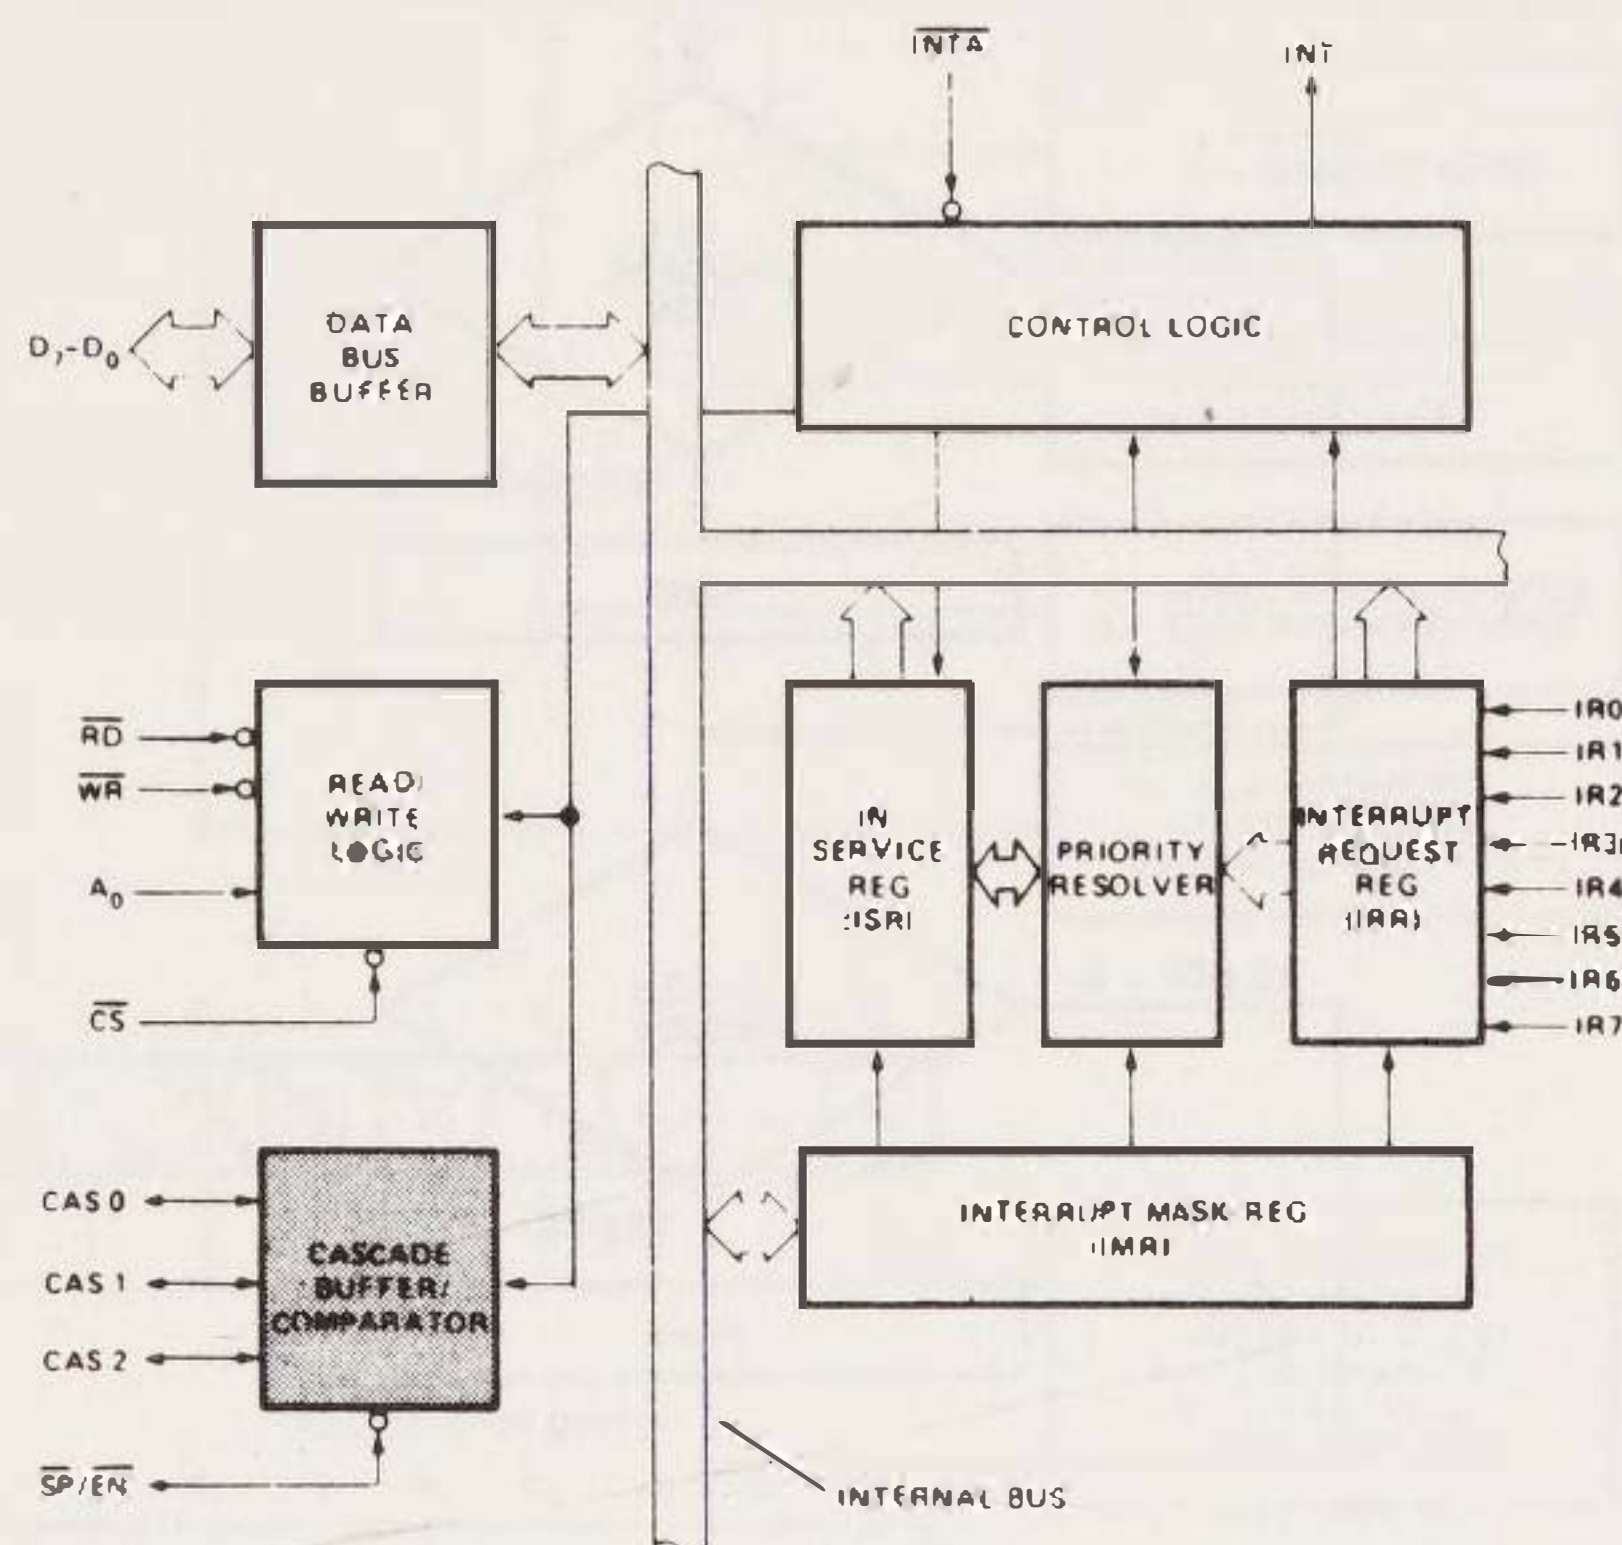 INTA
INT
DATA
BUS
BUFFER
D7-D0
CONTROL LOGIC
RD
WR
READ/
WRITE
LOGIC
A0
CS
IN
SERVICE
REG
(ISR)
PRIORITY
RESOLVER
INTERRUPT
REQUEST
REG
(IRR)
IR0
IR1
IR2
IR3
IR4
IR5
IR6
IR7
CAS 0
CAS 1
CAS 2
CASCADE
BUFFER/
COMPARATOR
SP/EN
INTERRUPT MASK REG
(IMR)
INTERNAL BUS